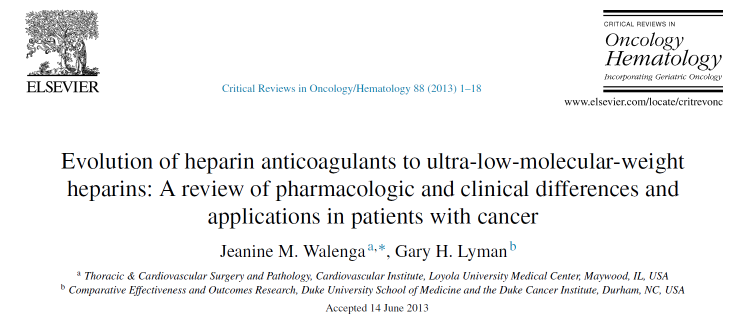 ELSEVIER
Critical Reviews in Oncology/Hematology 88 (2013) 1–18
CRITICAL REVIEWS IN
Oncology
Hematology
Incorporating Geriatric Oncology
www.elsevier.com/locate/critrevonc
Evolution of heparin anticoagulants to ultra-low-molecular-weight
heparins: A review of pharmacologic and clinical differences and
applications in patients with cancer
Jeanine M. Walenga a,*, Gary H. Lyman b
a Thoracic & Cardiovascular Surgery and Pathology, Cardiovascular Institute, Loyola University Medical Center, Maywood, IL, USA
b Comparative Effectiveness and Outcomes Research, Duke University School of Medicine and the Duke Cancer Institute, Durham, NC, USA
Accepted 14 June 2013